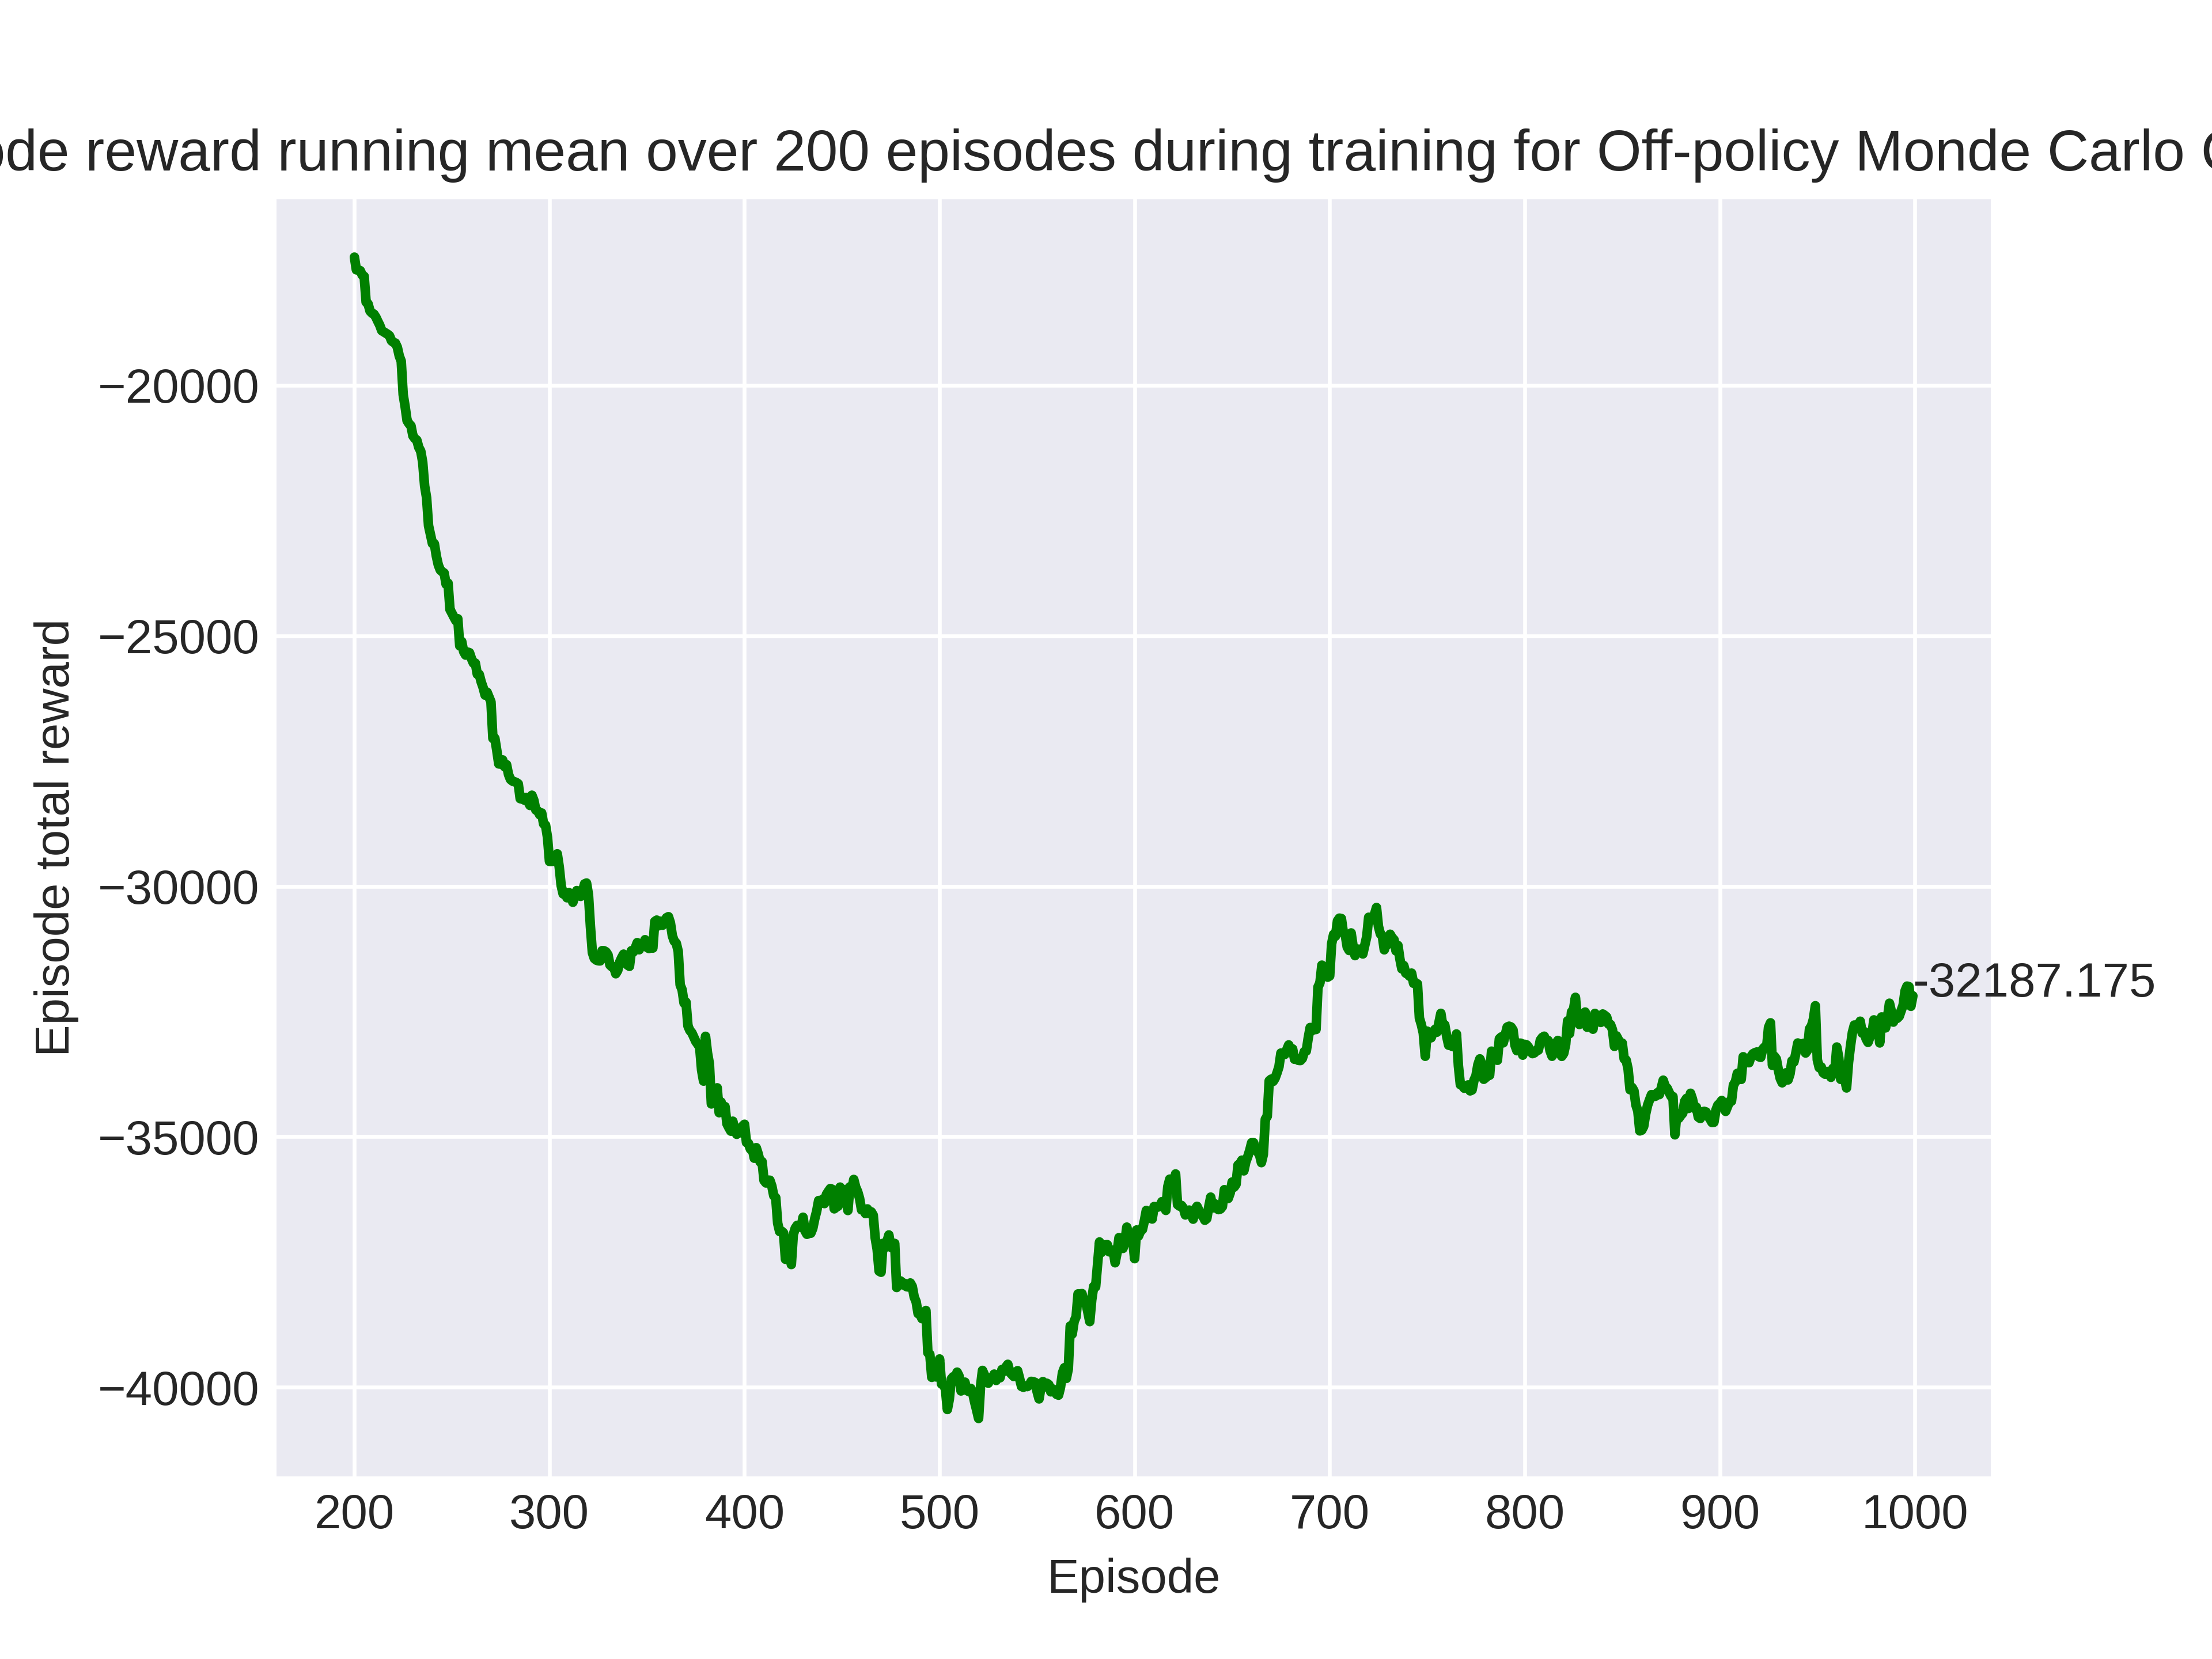 de reward running mean over 200 episodes during training for Off-policy Monde Carlo
Episode total reward
−20000
−25000
−30000
−35000
−40000
-32187.175
200 300 400 500 600 700 800 900 1000
Episode